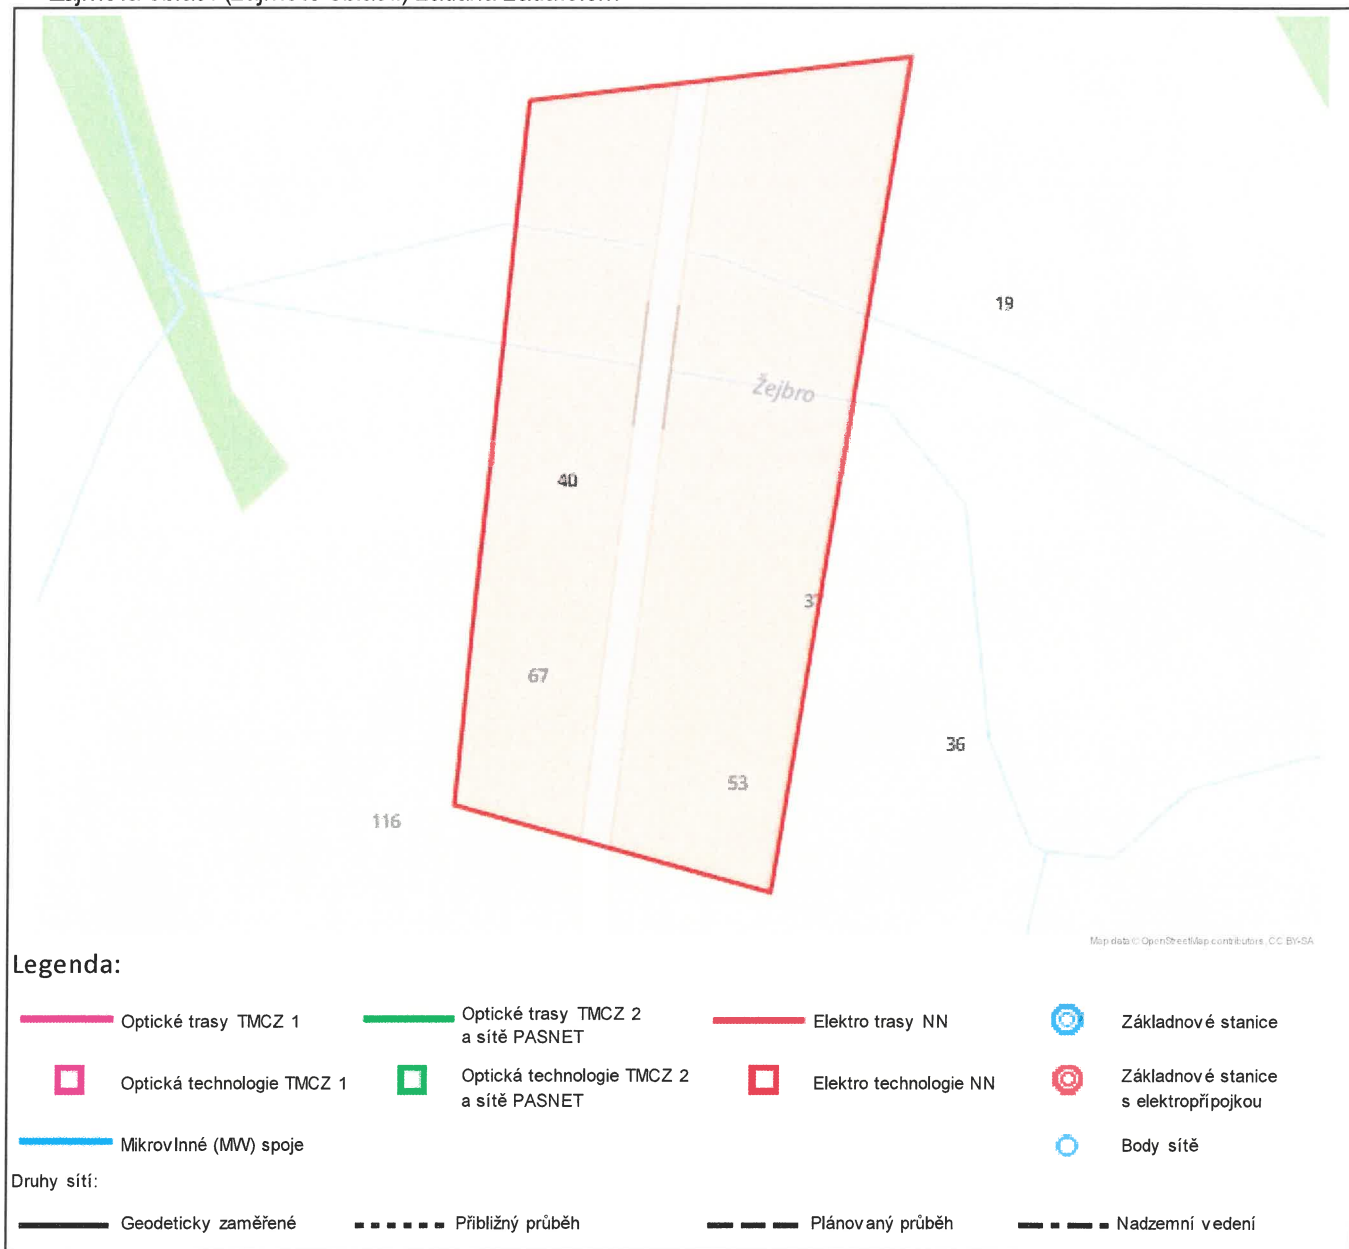 19
Žejbro
40
37
67
36
53
116
Map data © OpenStreetMap contributors, CC BY-SA
Legenda:
Optické trasy TMCZ 1
Optické trasy TMCZ 2
a sítě PASNET
Elektro trasy NN
Základnové stanice
Optická technologie TMCZ 1
Optická technologie TMCZ 2
a sítě PASNET
Elektro technologie NN
Základnové stanice
s elektropřípojkou
Mikrovlnné (MW) spoje
Body sítě
Druhy sítí:
Geodeticky zaměřené
Přibližný průběh
Plánovaný průběh
Nadzemní vedení